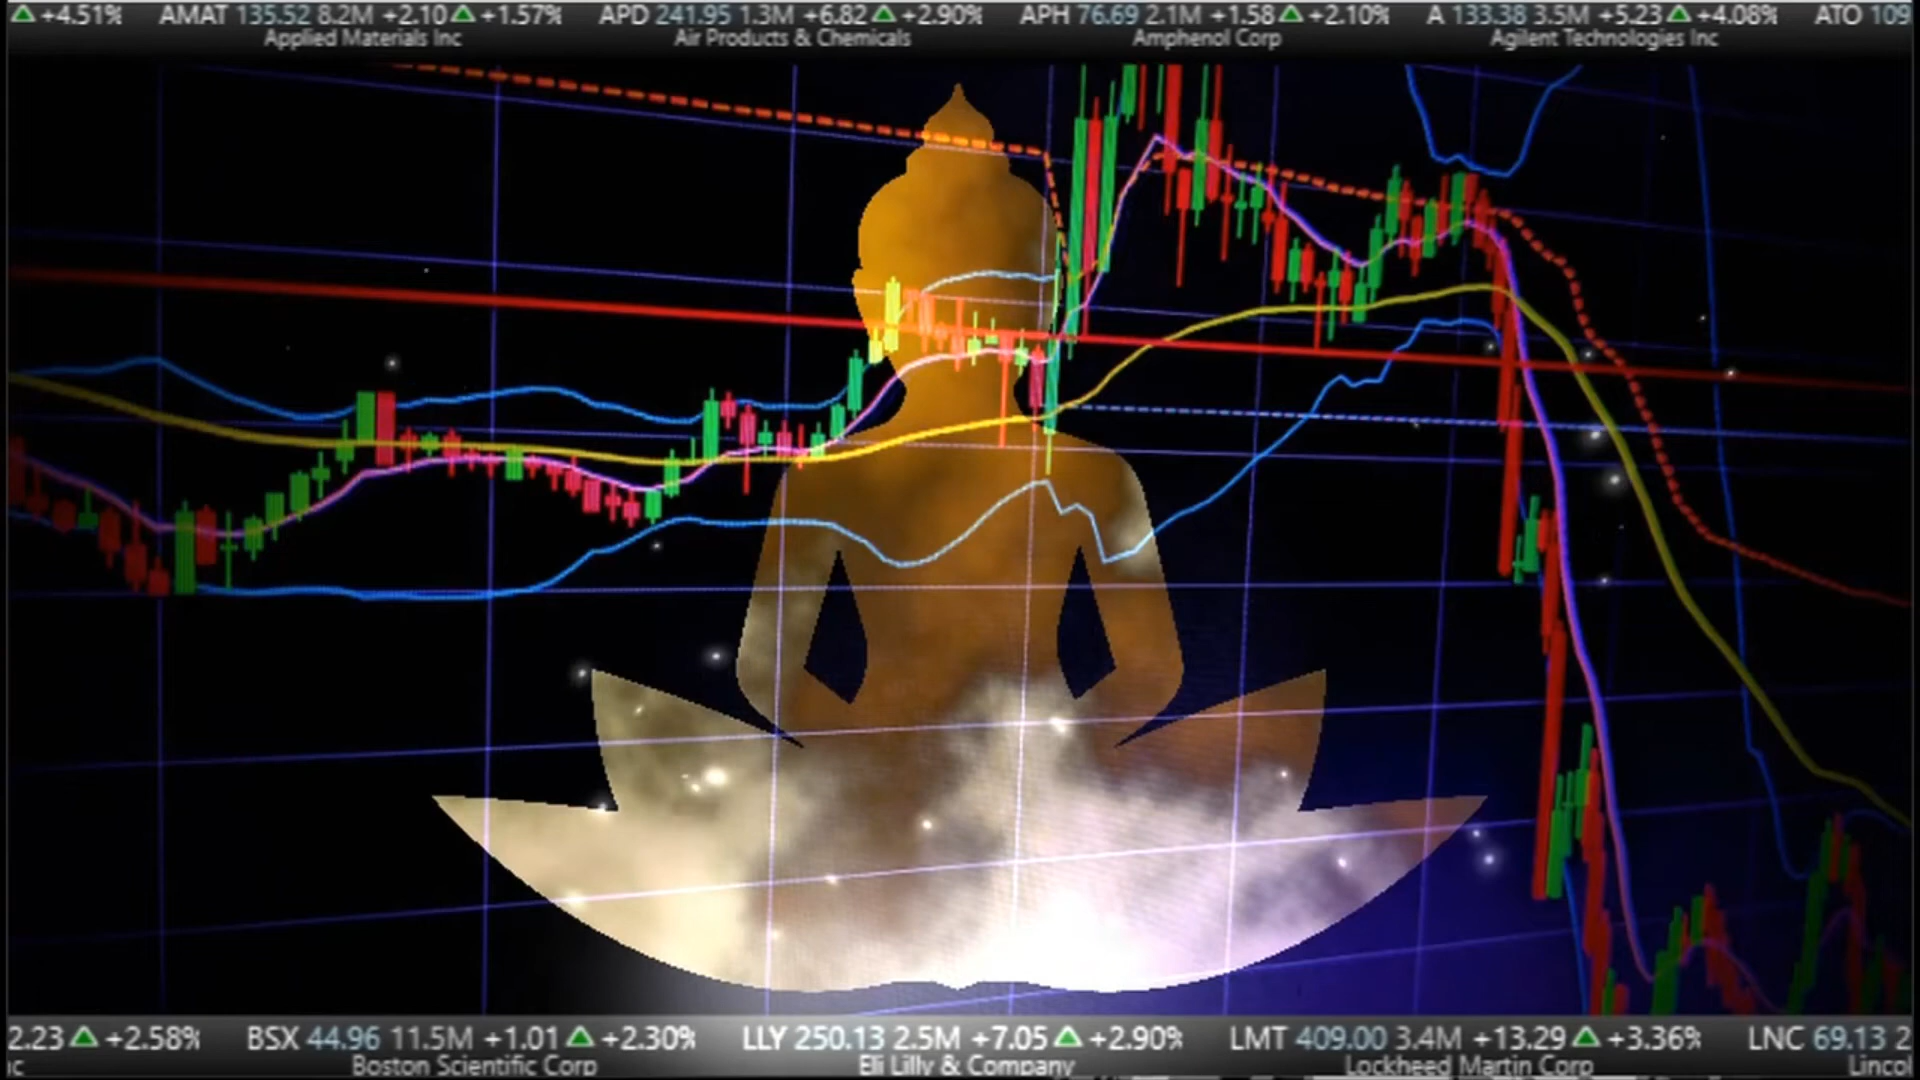 ▲ +4.51% AMAT 135.52 8.2M +2.10 ▲ +1.57% APD 241.95 1.3M +6.82 ▲ +2.90% APH 76.69 2.1M +1.58 ▲ +2.10% A 133.38 3.5M +5.23 ▲ +4.08% ATO 109
Applied Materials Inc Air Products & Chemicals Amphenol Corp Agilent Technologies Inc
2.23 ▲ +2.58% BSX 44.96 11.5M +1.01 ▲ +2.30% LLY 250.13 2.5M +7.05 ▲ +2.90% LMT 409.00 3.4M +13.29 ▲ +3.36% LNC 69.13 2
Boston Scientific Corp Eli Lilly & Company Lockheed Martin Corp Lincol